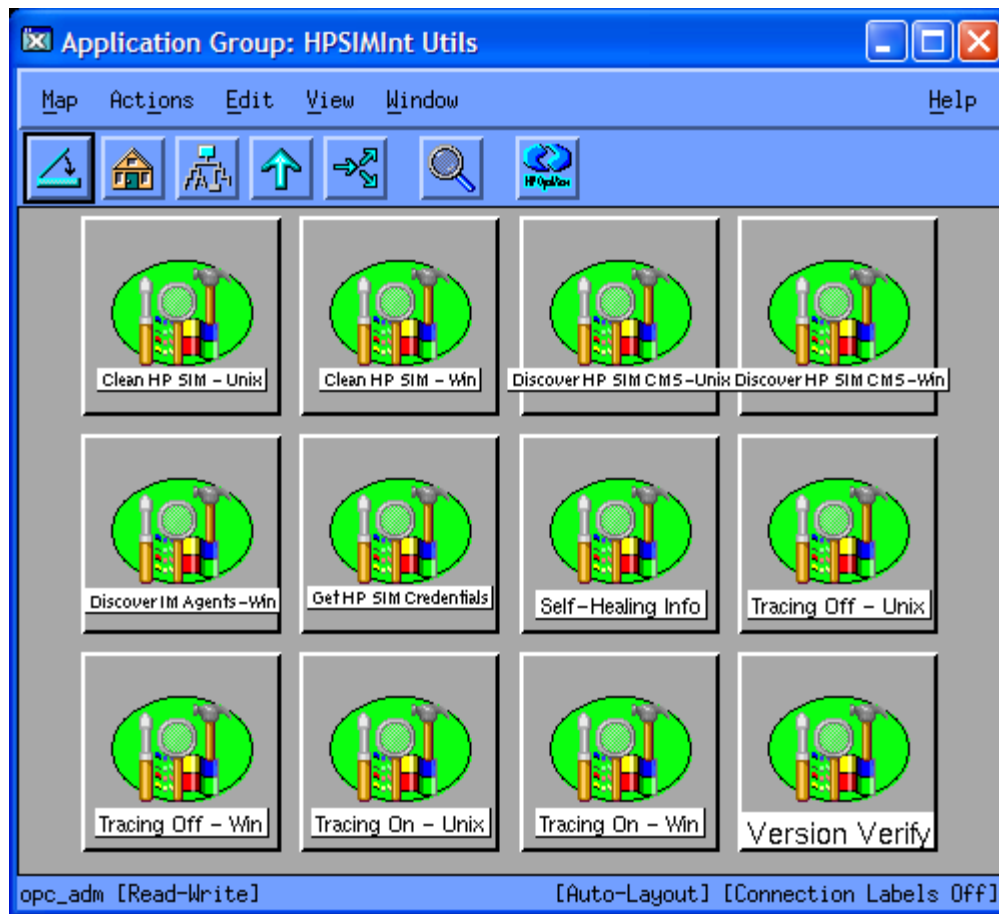 Application Group: HPSIMInt Utils
Map Actions Edit View Window Help
HP OpenView
Clean HP SIM - Unix
Clean HP SIM - Win
Discover HP SIM CMS-Unix
Discover HP SIM CMS-Win
Discover IM Agents-Win
Get HP SIM Credentials
Self-Healing Info
Tracing Off - Unix
Tracing Off - Win
Tracing On - Unix
Tracing On - Win
Version Verify
opc_adm [Read-Write] [Auto-Layout] [Connection Labels Off]